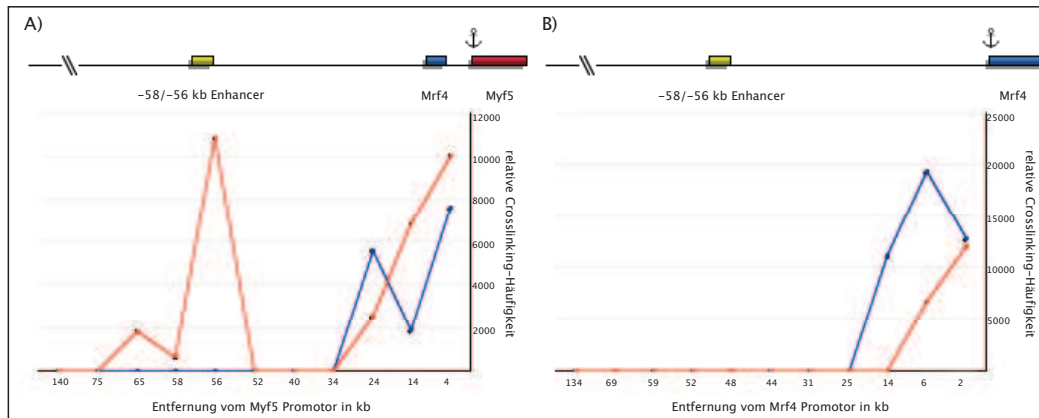 A)
-58/-56 kb Enhancer
Mrf4
Myf5
12000
10000
8000
6000
4000
2000
relative Crosslinking-Häufigkeit
140 75 65 58 56 52 40 34 24 14 4
Entfernung vom Myf5 Promotor in kb
B)
-58/-56 kb Enhancer
Mrf4
25000
20000
15000
10000
5000
relative Crosslinking-Häufigkeit
134 69 59 52 48 44 31 25 14 6 2
Entfernung vom Mrf4 Promotor in kb